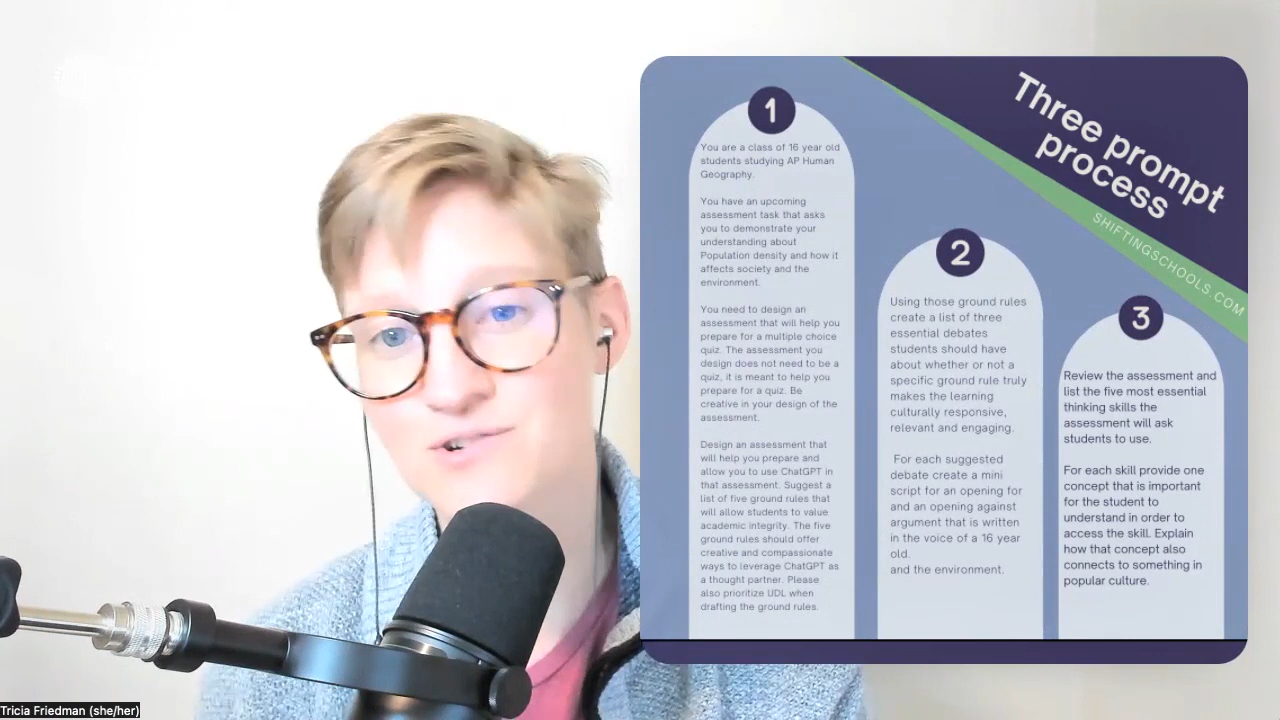 Three prompt
process
SHIFTINGSCHOOLS.COM
1
You are a class of 16 year old
students studying AP Human
Geography.
You have an upcoming
assessment task that asks
you to demonstrate your
understanding about
Population density and how it
affects society and the
environment.
You need to design an
assessment that will help you
prepare for a multiple choice
quiz. The assessment you
design does not need to be a
quiz, it is meant to help you
prepare for a quiz. Be
creative in your design of the
assessment.
Design an assessment that
will help you prepare and
allow you to use ChatGPT in
that assessment. Suggest a
list of five ground rules that
will allow students to value
academic integrity. The five
ground rules should offer
creative and compassionate
ways to leverage ChatGPT as
a thought partner. Please
also prioritize UDL when
drafting the ground rules.
2
Using those ground rules
create a list of three
essential debates
students should have
about whether or not a
specific ground rule truly
makes the learning
culturally responsive,
relevant and engaging.
For each suggested
debate create a mini
script for an opening for
and an opening against
argument that is written
in the voice of a 16 year
old.
and the environment.
3
Review the assessment and
list the five most essential
thinking skills the
assessment will ask
students to use.
For each skill provide one
concept that is important
for the student to
understand in order to
access the skill. Explain
how that concept also
connects to something in
popular culture.
Tricia Friedman (she/her)